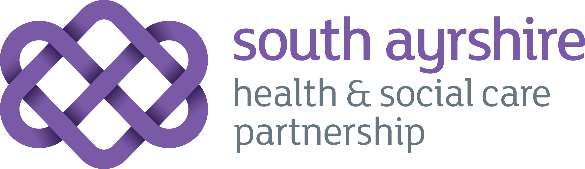 south ayrshire
health & social care
partnership